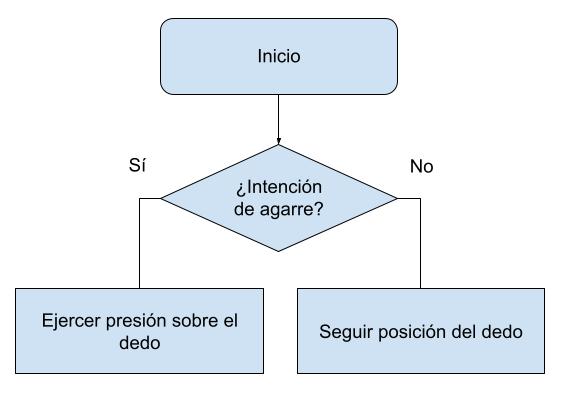 Inicio
Sí
No
¿Intención
de agarre?
Ejercer presión sobre el
dedo
Seguir posición del dedo